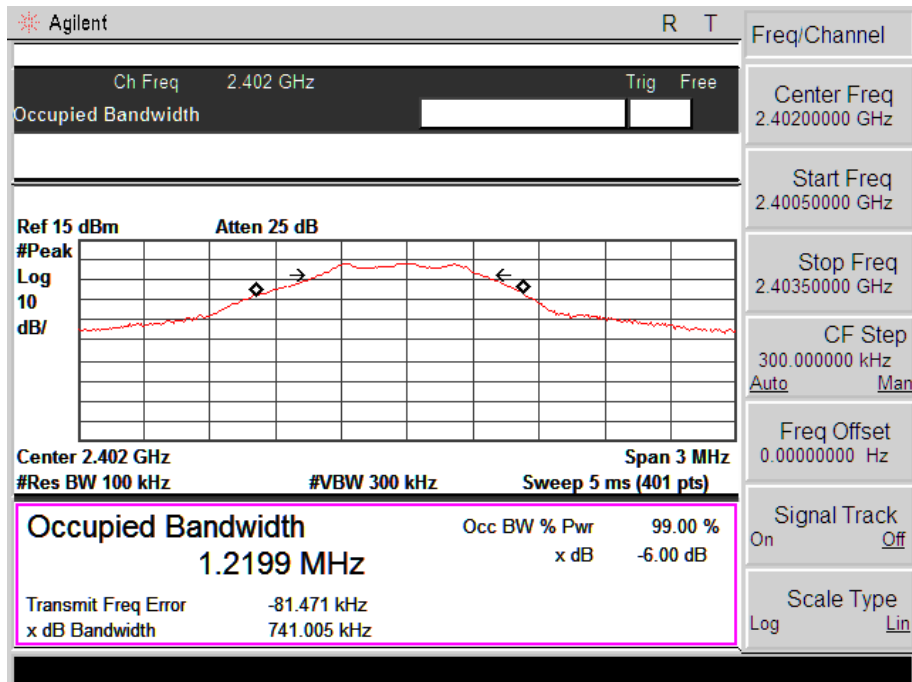 Agilent R T
Ch Freq 2.402 GHz Trig Free
Occupied Bandwidth
Ref 15 dBm Atten 25 dB
#Peak
Log
10
dB/
Center 2.402 GHz Span 3 MHz
#Res BW 100 kHz #VBW 300 kHz Sweep 5 ms (401 pts)
Occupied Bandwidth Occ BW % Pwr 99.00 %
1.2199 MHz x dB -6.00 dB
Transmit Freq Error -81.471 kHz
x dB Bandwidth 741.005 kHz
Freq/Channel
Center Freq
2.40200000 GHz
Start Freq
2.40050000 GHz
Stop Freq
2.40350000 GHz
CF Step
300.000000 kHz
Auto Man
Freq Offset
0.00000000 Hz
Signal Track
On Off
Scale Type
Log Lin